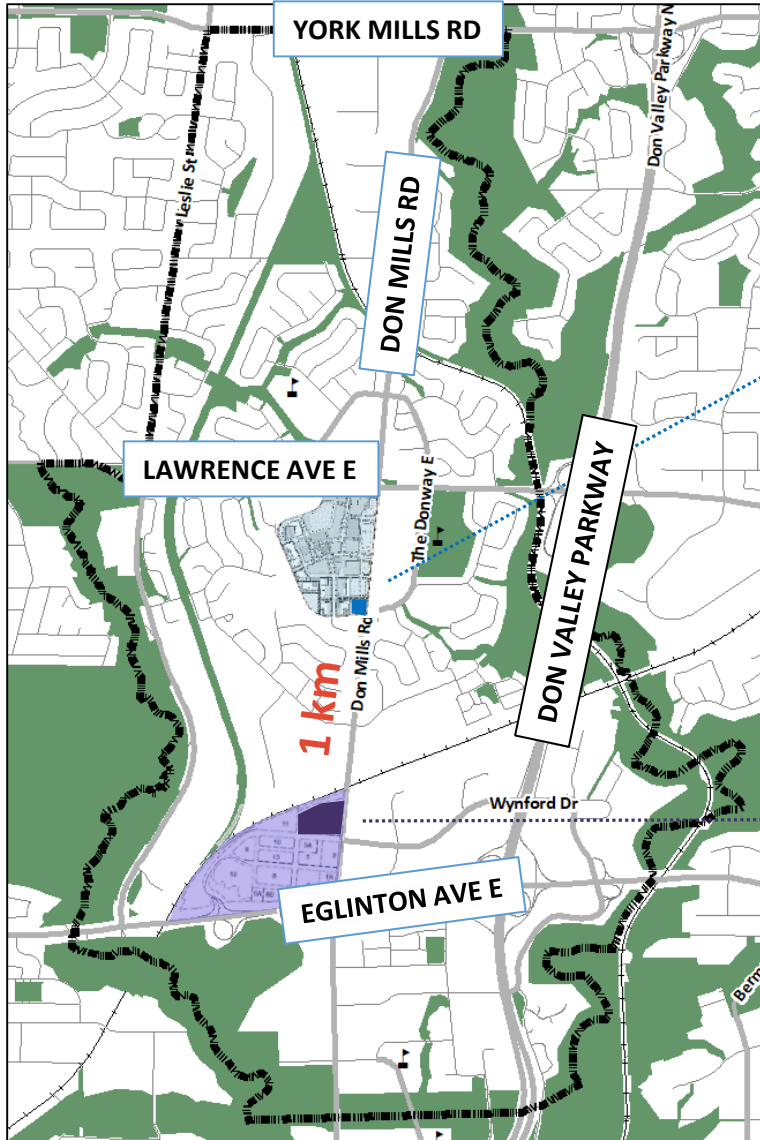 YORK MILLS RD
Don Valley Parkway N
Leslie St
DON MILLS RD
LAWRENCE AVE E
The Donway E
DON VALLEY PARKWAY
Don Mills Rd
1 km
Wynford Dr
EGLINTON AVE E
Berm